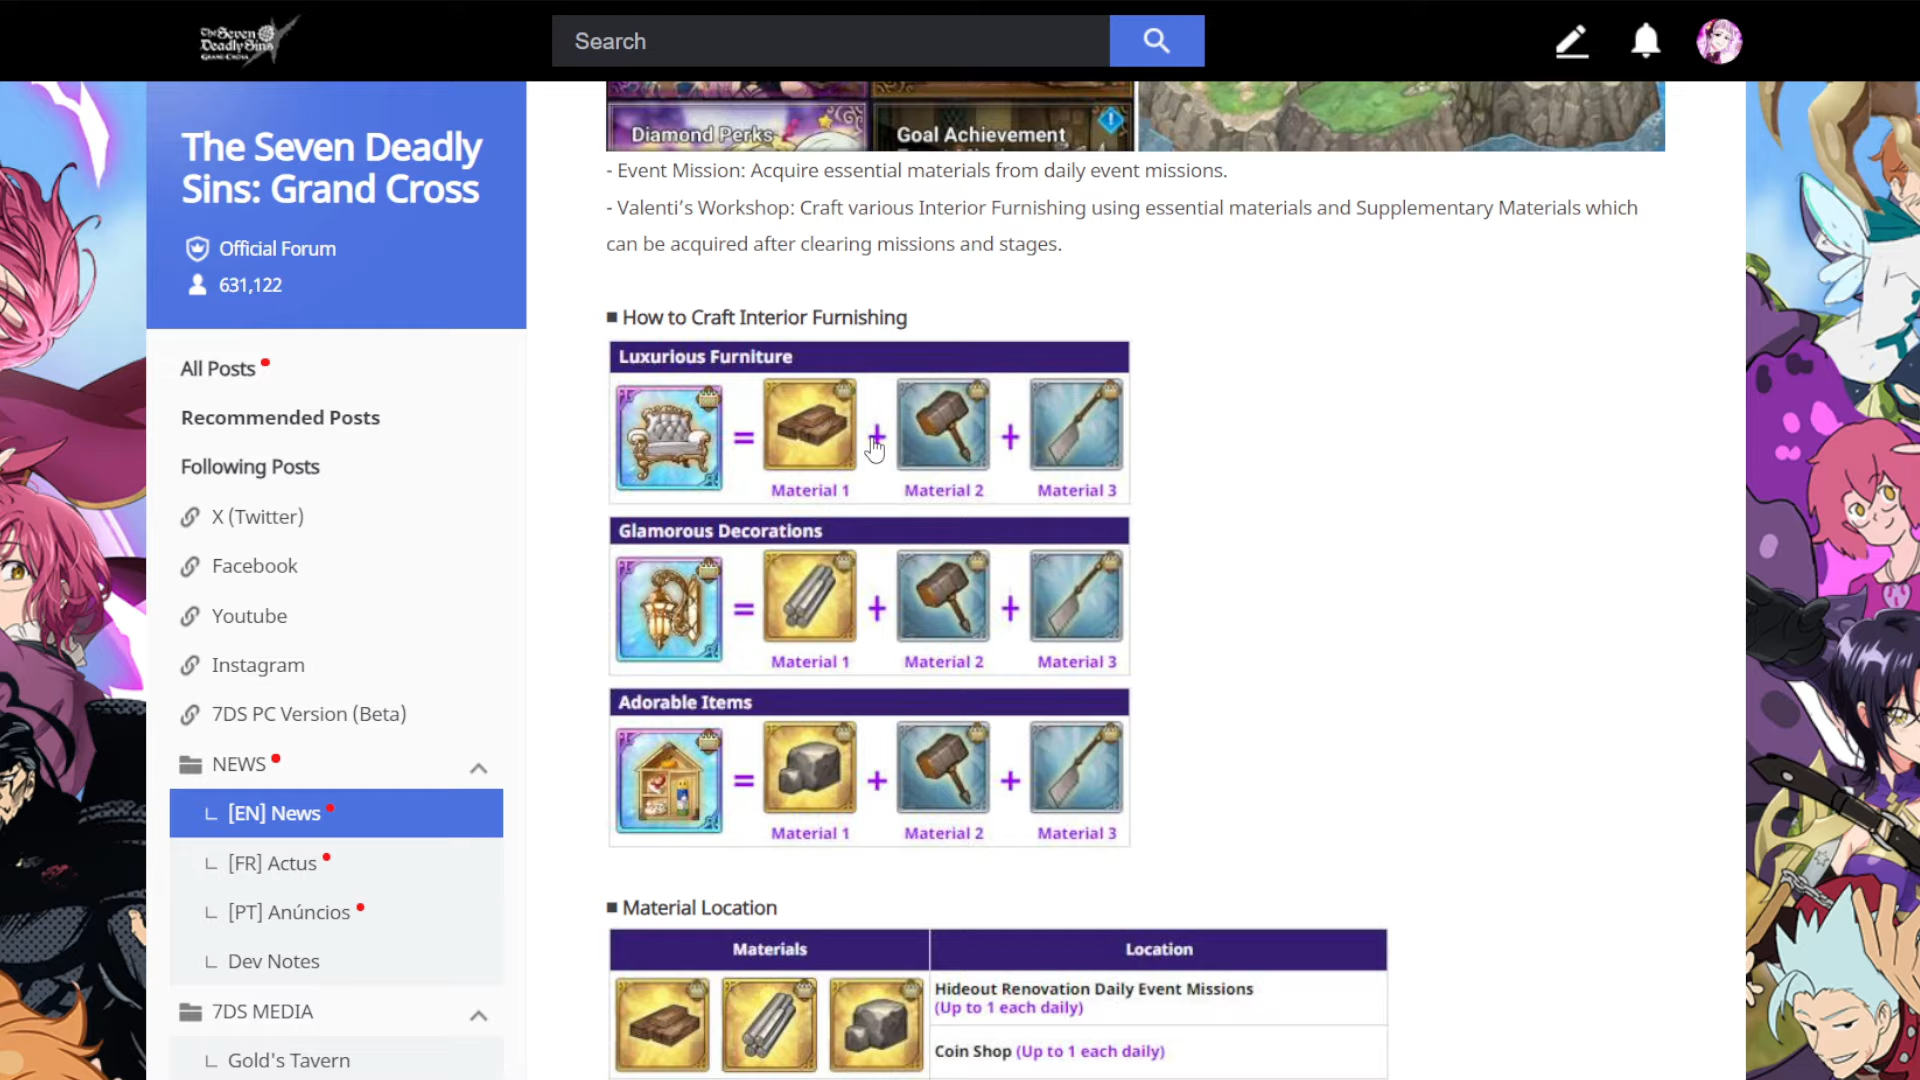 The Seven
Deadly Sins
GRAND CROSS
Search
The Seven Deadly
Sins: Grand Cross
Official Forum
631,122
All Posts
Recommended Posts
Following Posts
X (Twitter)
Facebook
Youtube
Instagram
7DS PC Version (Beta)
NEWS
[EN] News
[FR] Actus
[PT] Anúncios
Dev Notes
7DS MEDIA
Gold's Tavern
Diamond Perks
Goal Achievement
- Event Mission: Acquire essential materials from daily event missions.
- Valenti’s Workshop: Craft various Interior Furnishing using essential materials and Supplementary Materials which
can be acquired after clearing missions and stages.
■ How to Craft Interior Furnishing
Luxurious Furniture
= + +
Material 1 Material 2 Material 3
Glamorous Decorations
= + +
Material 1 Material 2 Material 3
Adorable Items
= + +
Material 1 Material 2 Material 3
■ Material Location
Materials Location
Hideout Renovation Daily Event Missions
(Up to 1 each daily)
Coin Shop (Up to 1 each daily)